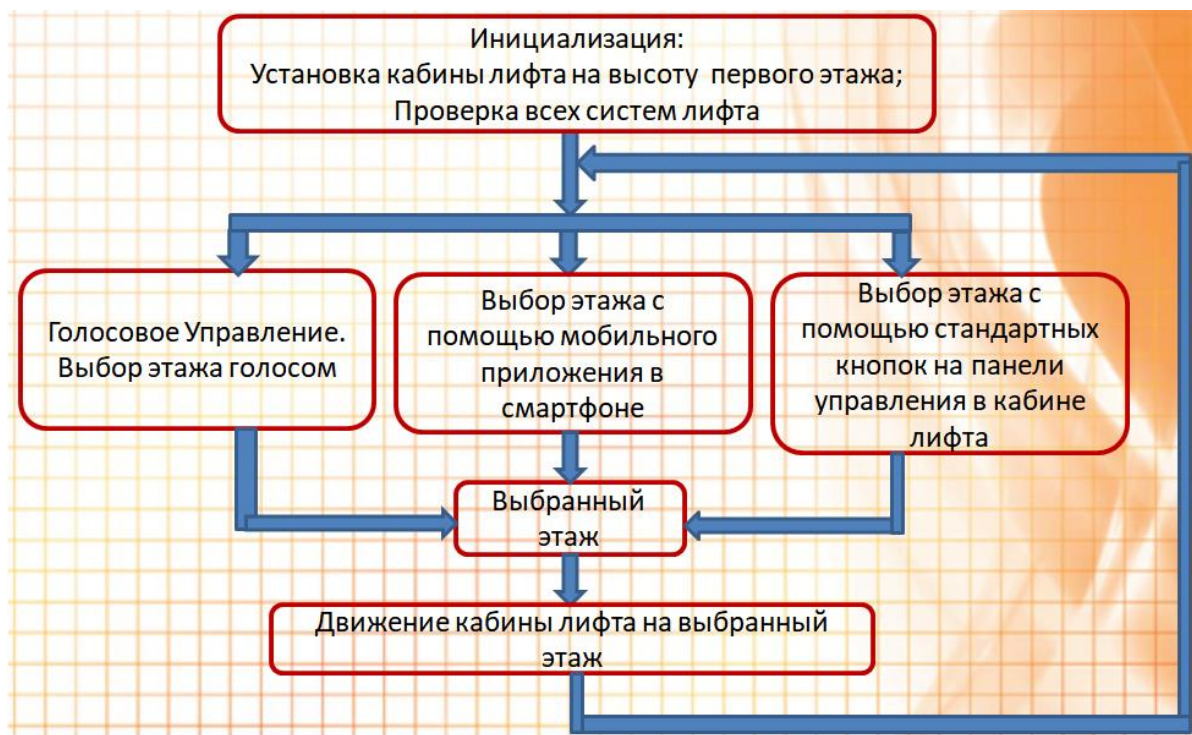 Инициализация:
Установка кабины лифта на высоту первого этажа;
Проверка всех систем лифта
Голосовое Управление.
Выбор этажа голосом
Выбор этажа с
помощью мобильного
приложения в
смартфоне
Выбор этажа с
помощью стандартных
кнопок на панели
управления в кабине
лифта
Выбранный
этаж
Движение кабины лифта на выбранный
этаж